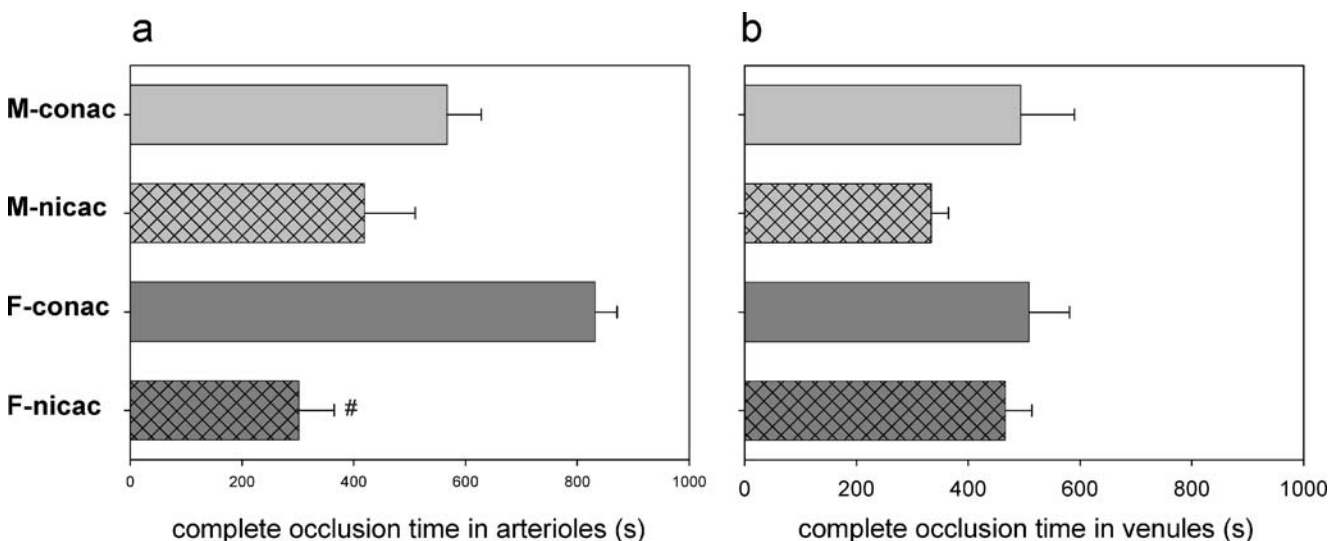 a
b
M-conac
M-nicac
F-conac
F-nicac
#
0 200 400 600 800 1000
0 200 400 600 800 1000
complete occlusion time in arterioles (s)
complete occlusion time in venules (s)